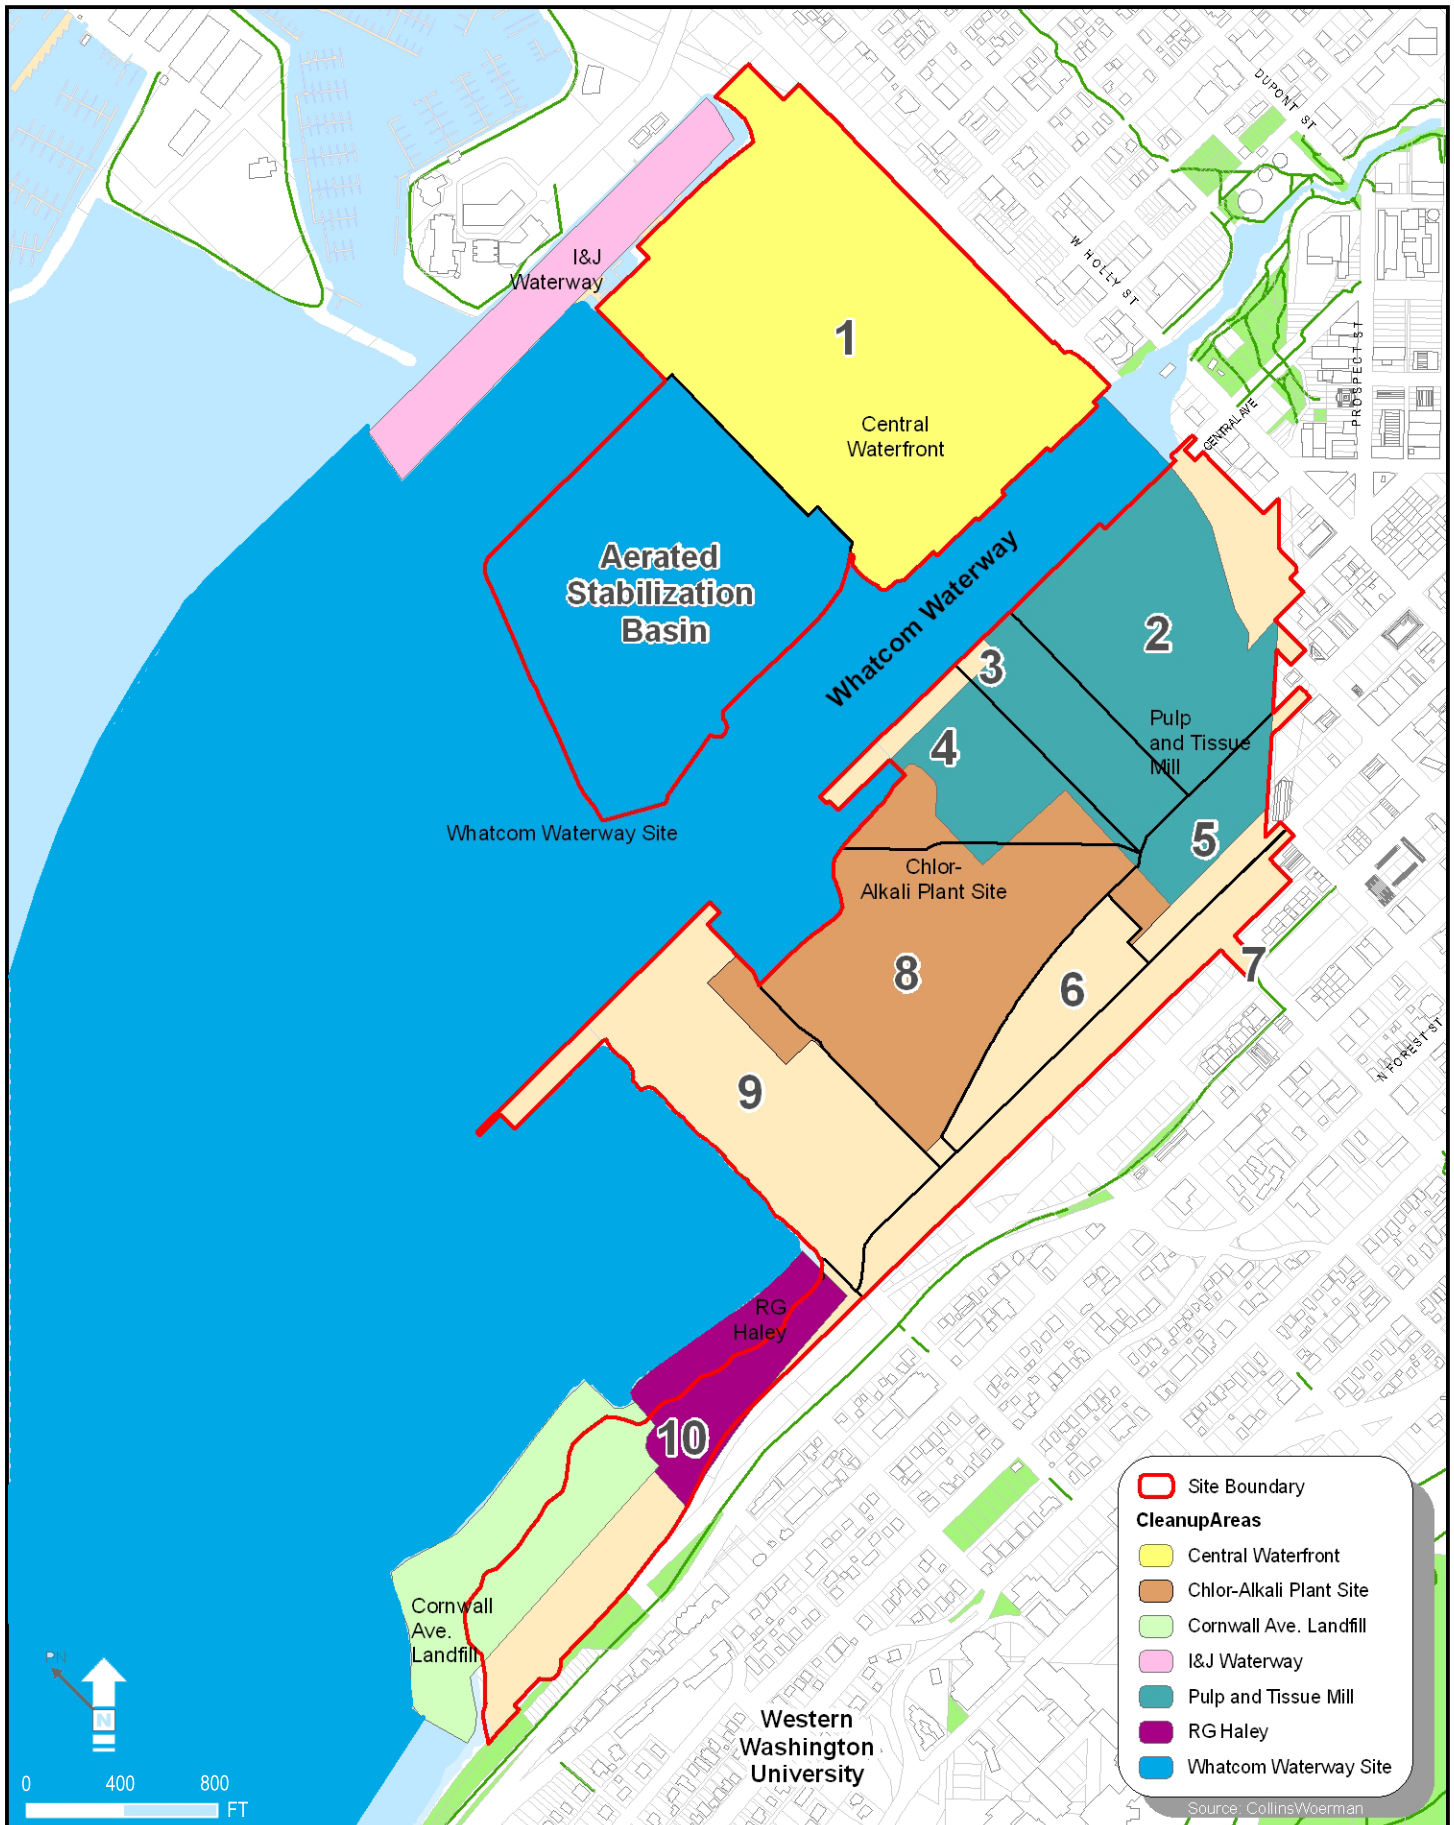 DUPONT ST
W HOLLY ST
PROSPECT ST
CENTRAL AVE
I&J
Waterway
1
Central
Waterfront
Aerated
Stabilization
Basin
Whatcom Waterway
2
3
4
Pulp
and Tissue
Mill
5
Whatcom Waterway Site
Chlor-
Alkali Plant Site
6
7
8
9
N FOREST ST
RG
Haley
10
Cornwall
Ave.
Landfill
Western
Washington
University
PN
N
0 400 800
FT
Site Boundary
CleanupAreas
Central Waterfront
Chlor-Alkali Plant Site
Cornwall Ave. Landfill
I&J Waterway
Pulp and Tissue Mill
RG Haley
Whatcom Waterway Site
Source: CollinsWoerman